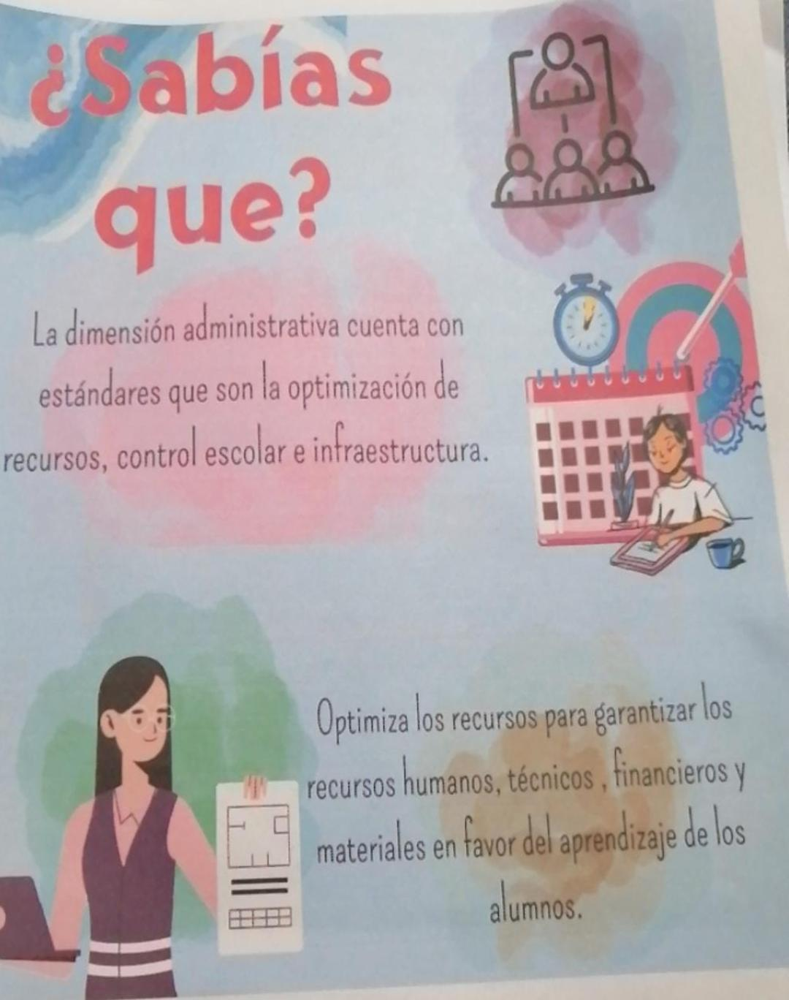 ¿Sabías
que?
La dimensión administrativa cuenta con
estándares que son la optimización de
recursos, control escolar e infraestructura.
Optimiza los recursos para garantizar los
recursos humanos, técnicos , financieros y
materiales en favor del aprendizaje de los
alumnos.